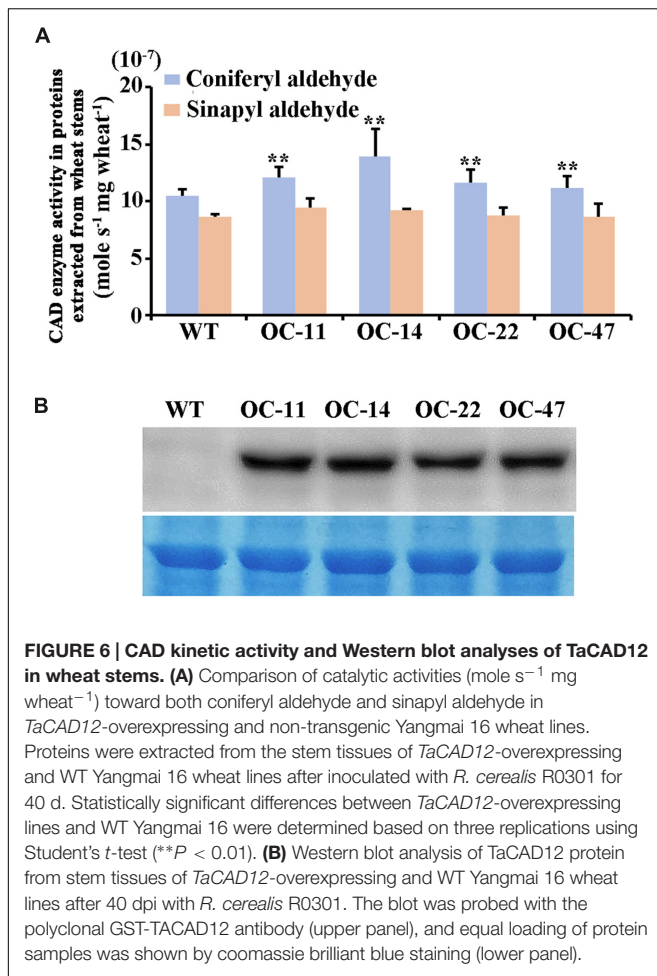 A
(10⁻⁷)
20
15
10
5
0
CAD enzyme activity in proteins
extracted from wheat stems
(mole s⁻¹ mg wheat⁻¹)
Coniferyl aldehyde
Sinapyl aldehyde
** ** ** **
WT OC-11 OC-14 OC-22 OC-47
B
WT OC-11 OC-14 OC-22 OC-47
FIGURE 6 | CAD kinetic activity and Western blot analyses of TaCAD12
in wheat stems. (A) Comparison of catalytic activities (mole s⁻¹ mg
wheat⁻¹) toward both coniferyl aldehyde and sinapyl aldehyde in
TaCAD12-overexpressing and non-transgenic Yangmai 16 wheat lines.
Proteins were extracted from the stem tissues of TaCAD12-overexpressing
and WT Yangmai 16 wheat lines after inoculated with R. cerealis R0301 for
40 d. Statistically significant differences between TaCAD12-overexpressing
lines and WT Yangmai 16 were determined based on three replications using
Student's t-test (**P < 0.01). (B) Western blot analysis of TaCAD12 protein
from stem tissues of TaCAD12-overexpressing and WT Yangmai 16 wheat
lines after 40 dpi with R. cerealis R0301. The blot was probed with the
polyclonal GST-TACAD12 antibody (upper panel), and equal loading of protein
samples was shown by coomassie brilliant blue staining (lower panel).